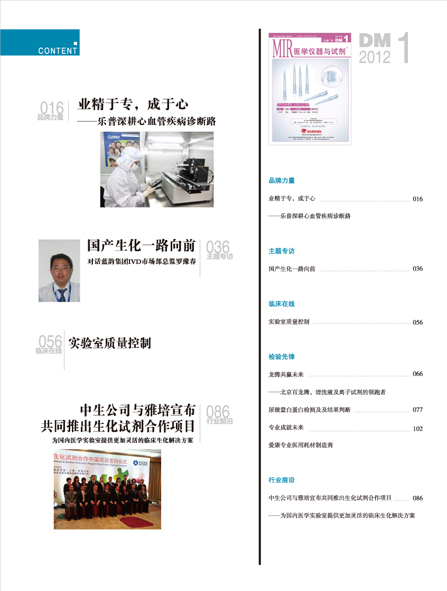 CONTENT
016
品牌力量
业精于专，成于心
——乐普深耕心血管疾病诊断路
国产生化一路向前
对话蓝韵集团IVD市场部总监罗豫春
036
主题专访
056
临床在线
实验室质量控制
中生公司与雅培宣布
共同推出生化试剂合作项目
为国内医学实验室提供更加灵活的临床生化解决方案
086
行业前沿
MIR医学仪器与试剂
DM 1
DM
2012
1
品牌力量
业精于专，成于心 016
——乐普深耕心血管疾病诊断路
主题专访
国产生化一路向前 036
临床在线
实验室质量控制 056
检验先锋
龙腾共赢未来 066
——北京百龙腾，清洗液及离子试剂的领跑者
尿微量白蛋白检测及及结果判断 077
专业成就未来 102
爱康专业医用耗材制造商
行业前沿
中生公司与雅培宣布共同推出生化试剂合作项目 086
——为国内医学实验室提供更加灵活的临床生化解决方案